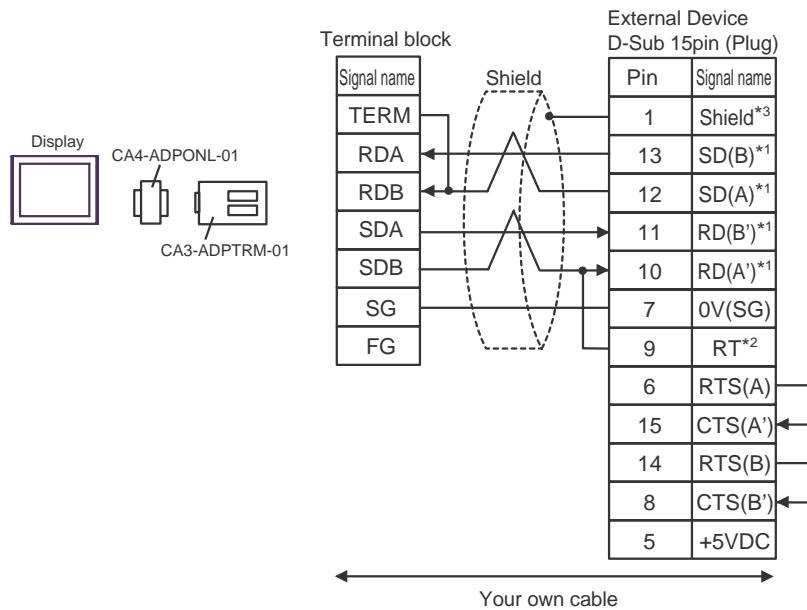 External Device
Terminal block
D-Sub 15pin (Plug)
Signal name
Shield
Pin
Signal name
TERM
1
Shield*3
Display
CA4-ADPONL-01
RDA
13
SD(B)*1
RDB
12
SD(A)*1
CA3-ADPTRM-01
SDA
11
RD(B’)*1
SDB
10
RD(A’)*1
SG
7
0V(SG)
FG
9
RT*2
6
RTS(A)
15
CTS(A’)
14
RTS(B)
8
CTS(B’)
5
+5VDC
Your own cable